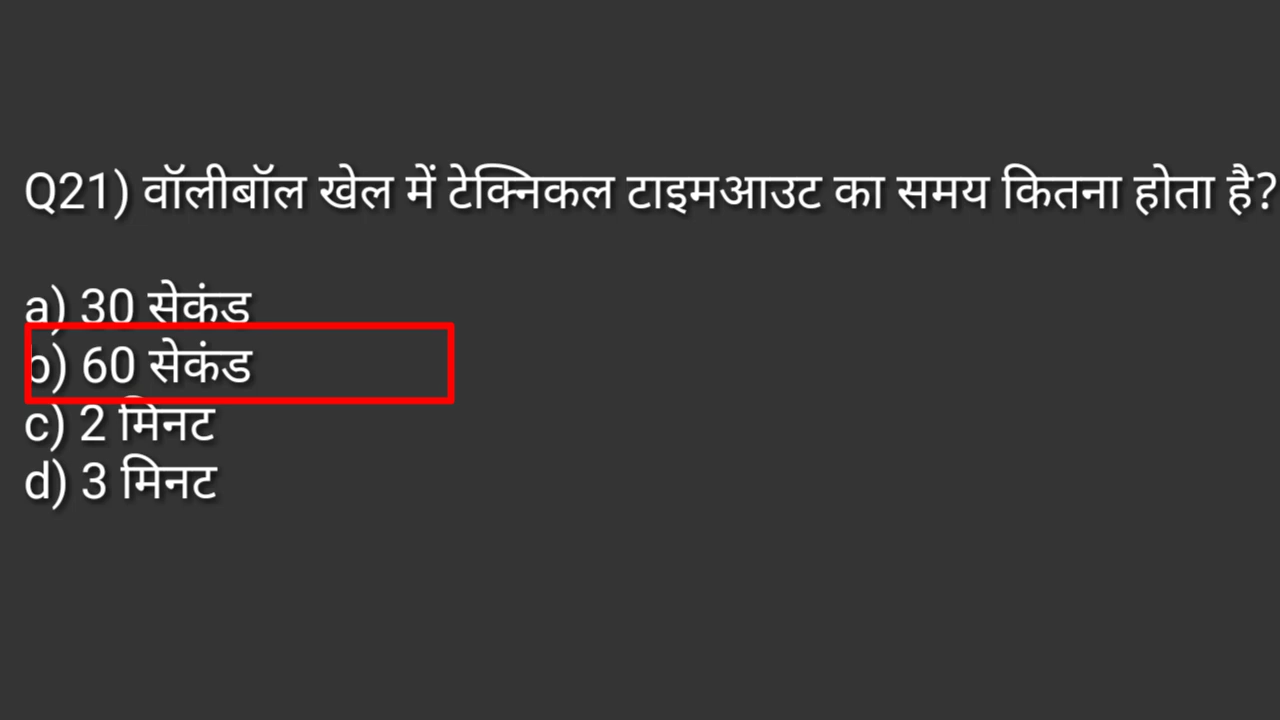 Q21) वॉलीबॉल खेल में टेक्निकल टाइमआउट का समय कितना होता है?
a) 30 सेकंड
b) 60 सेकंड
c) 2 मिनट
d) 3 मिनट